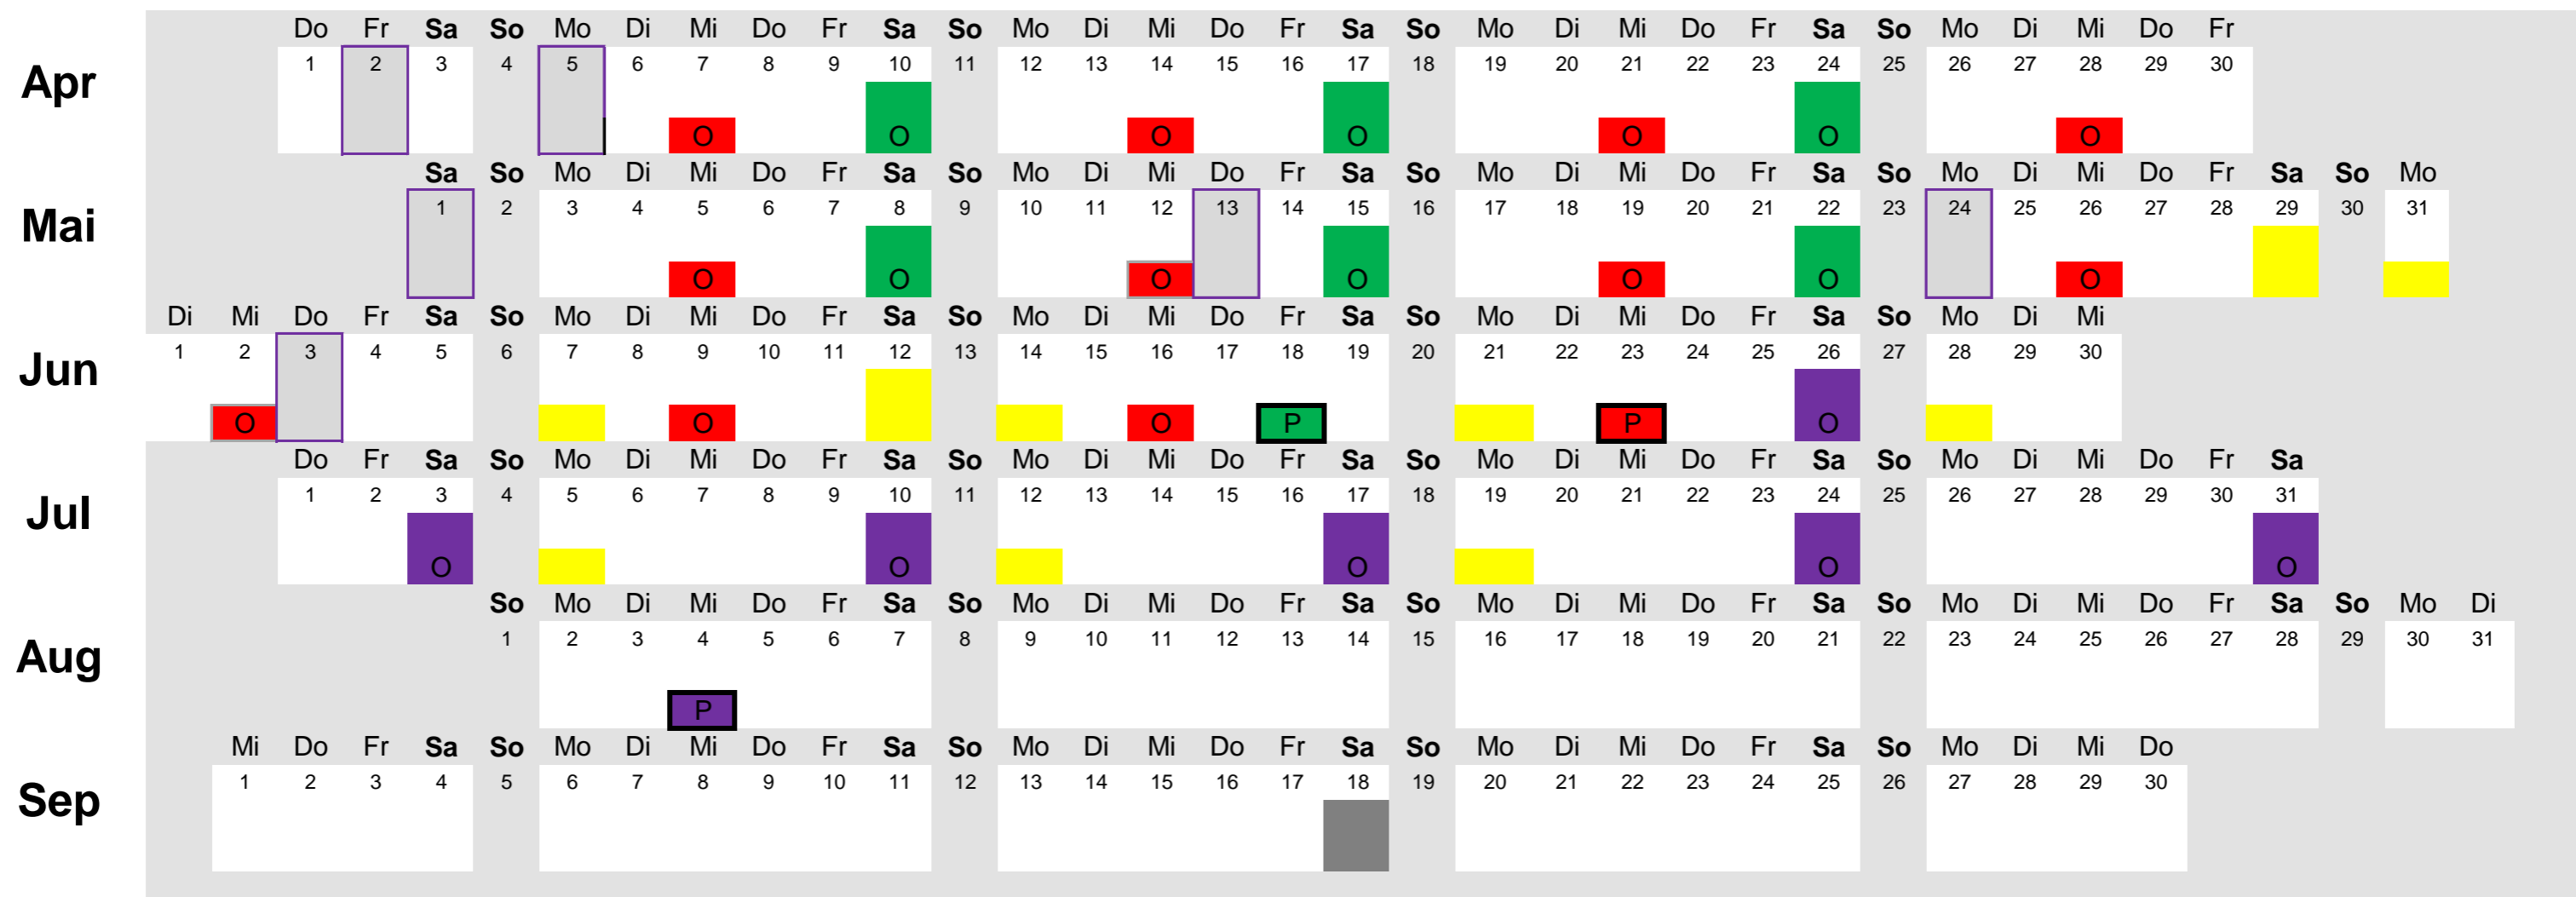 Do Fr Sa So Mo Di Mi Do Fr Sa So Mo Di Mi Do Fr Sa So Mo Di Mi Do Fr Sa So Mo Di Mi Do Fr
Apr 1 2 3 4 5 6 7 8 9 10 11 12 13 14 15 16 17 18 19 20 21 22 23 24 25 26 27 28 29 30
O O O O O O O
Sa So Mo Di Mi Do Fr Sa So Mo Di Mi Do Fr Sa So Mo Di Mi Do Fr Sa So Mo Di Mi Do Fr Sa So Mo
Mai 1 2 3 4 5 6 7 8 9 10 11 12 13 14 15 16 17 18 19 20 21 22 23 24 25 26 27 28 29 30 31
O O O O O O O
Di Mi Do Fr Sa So Mo Di Mi Do Fr Sa So Mo Di Mi Do Fr Sa So Mo Di Mi Do Fr Sa So Mo Di Mi
Jun 1 2 3 4 5 6 7 8 9 10 11 12 13 14 15 16 17 18 19 20 21 22 23 24 25 26 27 28 29 30
O O O P P O
Do Fr Sa So Mo Di Mi Do Fr Sa So Mo Di Mi Do Fr Sa So Mo Di Mi Do Fr Sa So Mo Di Mi Do Fr Sa
Jul 1 2 3 4 5 6 7 8 9 10 11 12 13 14 15 16 17 18 19 20 21 22 23 24 25 26 27 28 29 30 31
O O O O O
So Mo Di Mi Do Fr Sa So Mo Di Mi Do Fr Sa So Mo Di Mi Do Fr Sa So Mo Di Mi Do Fr Sa So Mo Di
Aug 1 2 3 4 5 6 7 8 9 10 11 12 13 14 15 16 17 18 19 20 21 22 23 24 25 26 27 28 29 30 31
P
Mi Do Fr Sa So Mo Di Mi Do Fr Sa So Mo Di Mi Do Fr Sa So Mo Di Mi Do Fr Sa So Mo Di Mi Do
Sep 1 2 3 4 5 6 7 8 9 10 11 12 13 14 15 16 17 18 19 20 21 22 23 24 25 26 27 28 29 30